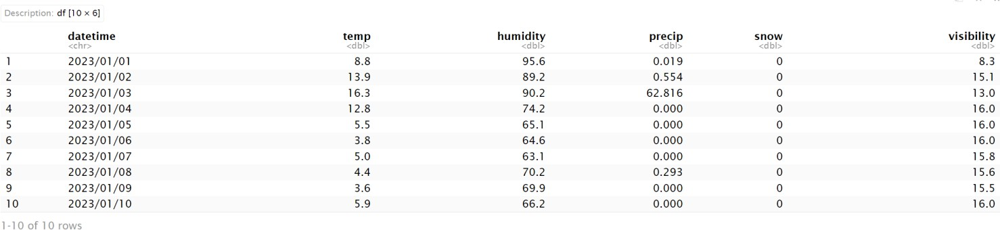 Description: df [10 × 6]
datetime temp humidity precip snow visibility
<chr> <dbl> <dbl> <dbl> <dbl> <dbl>
1 2023/01/01 8.8 95.6 0.019 0 8.3
2 2023/01/02 13.9 89.2 0.554 0 15.1
3 2023/01/03 16.3 90.2 62.816 0 13.0
4 2023/01/04 12.8 74.2 0.000 0 16.0
5 2023/01/05 5.5 65.1 0.000 0 16.0
6 2023/01/06 3.8 64.6 0.000 0 16.0
7 2023/01/07 5.0 63.1 0.000 0 15.8
8 2023/01/08 4.4 70.2 0.293 0 15.6
9 2023/01/09 3.6 69.9 0.000 0 15.5
10 2023/01/10 5.9 66.2 0.000 0 16.0
1-10 of 10 rows